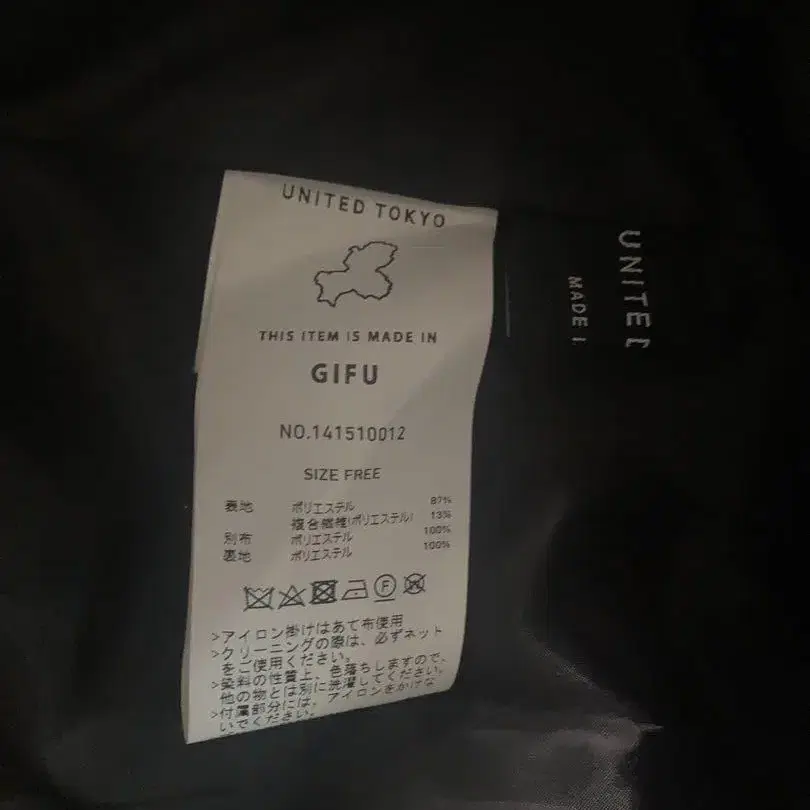 UNITED TOKYO
THIS ITEM IS MADE IN
GIFU
NO.141510012
SIZE FREE
表地 ポリエステル 87%
複合繊維(ポリエステル) 13%
別布 ポリエステル 100%
裏地 ポリエステル 100%
F
W
>アイロン掛けはあて布使用
>クリーニングの際は、必ずネット
をご使用ください。
>染料の性質上、色落ちしますので、
他の物とは別に洗濯してください。
>付属部分には、アイロンをかけな
いでください。
UNITED
MADE I